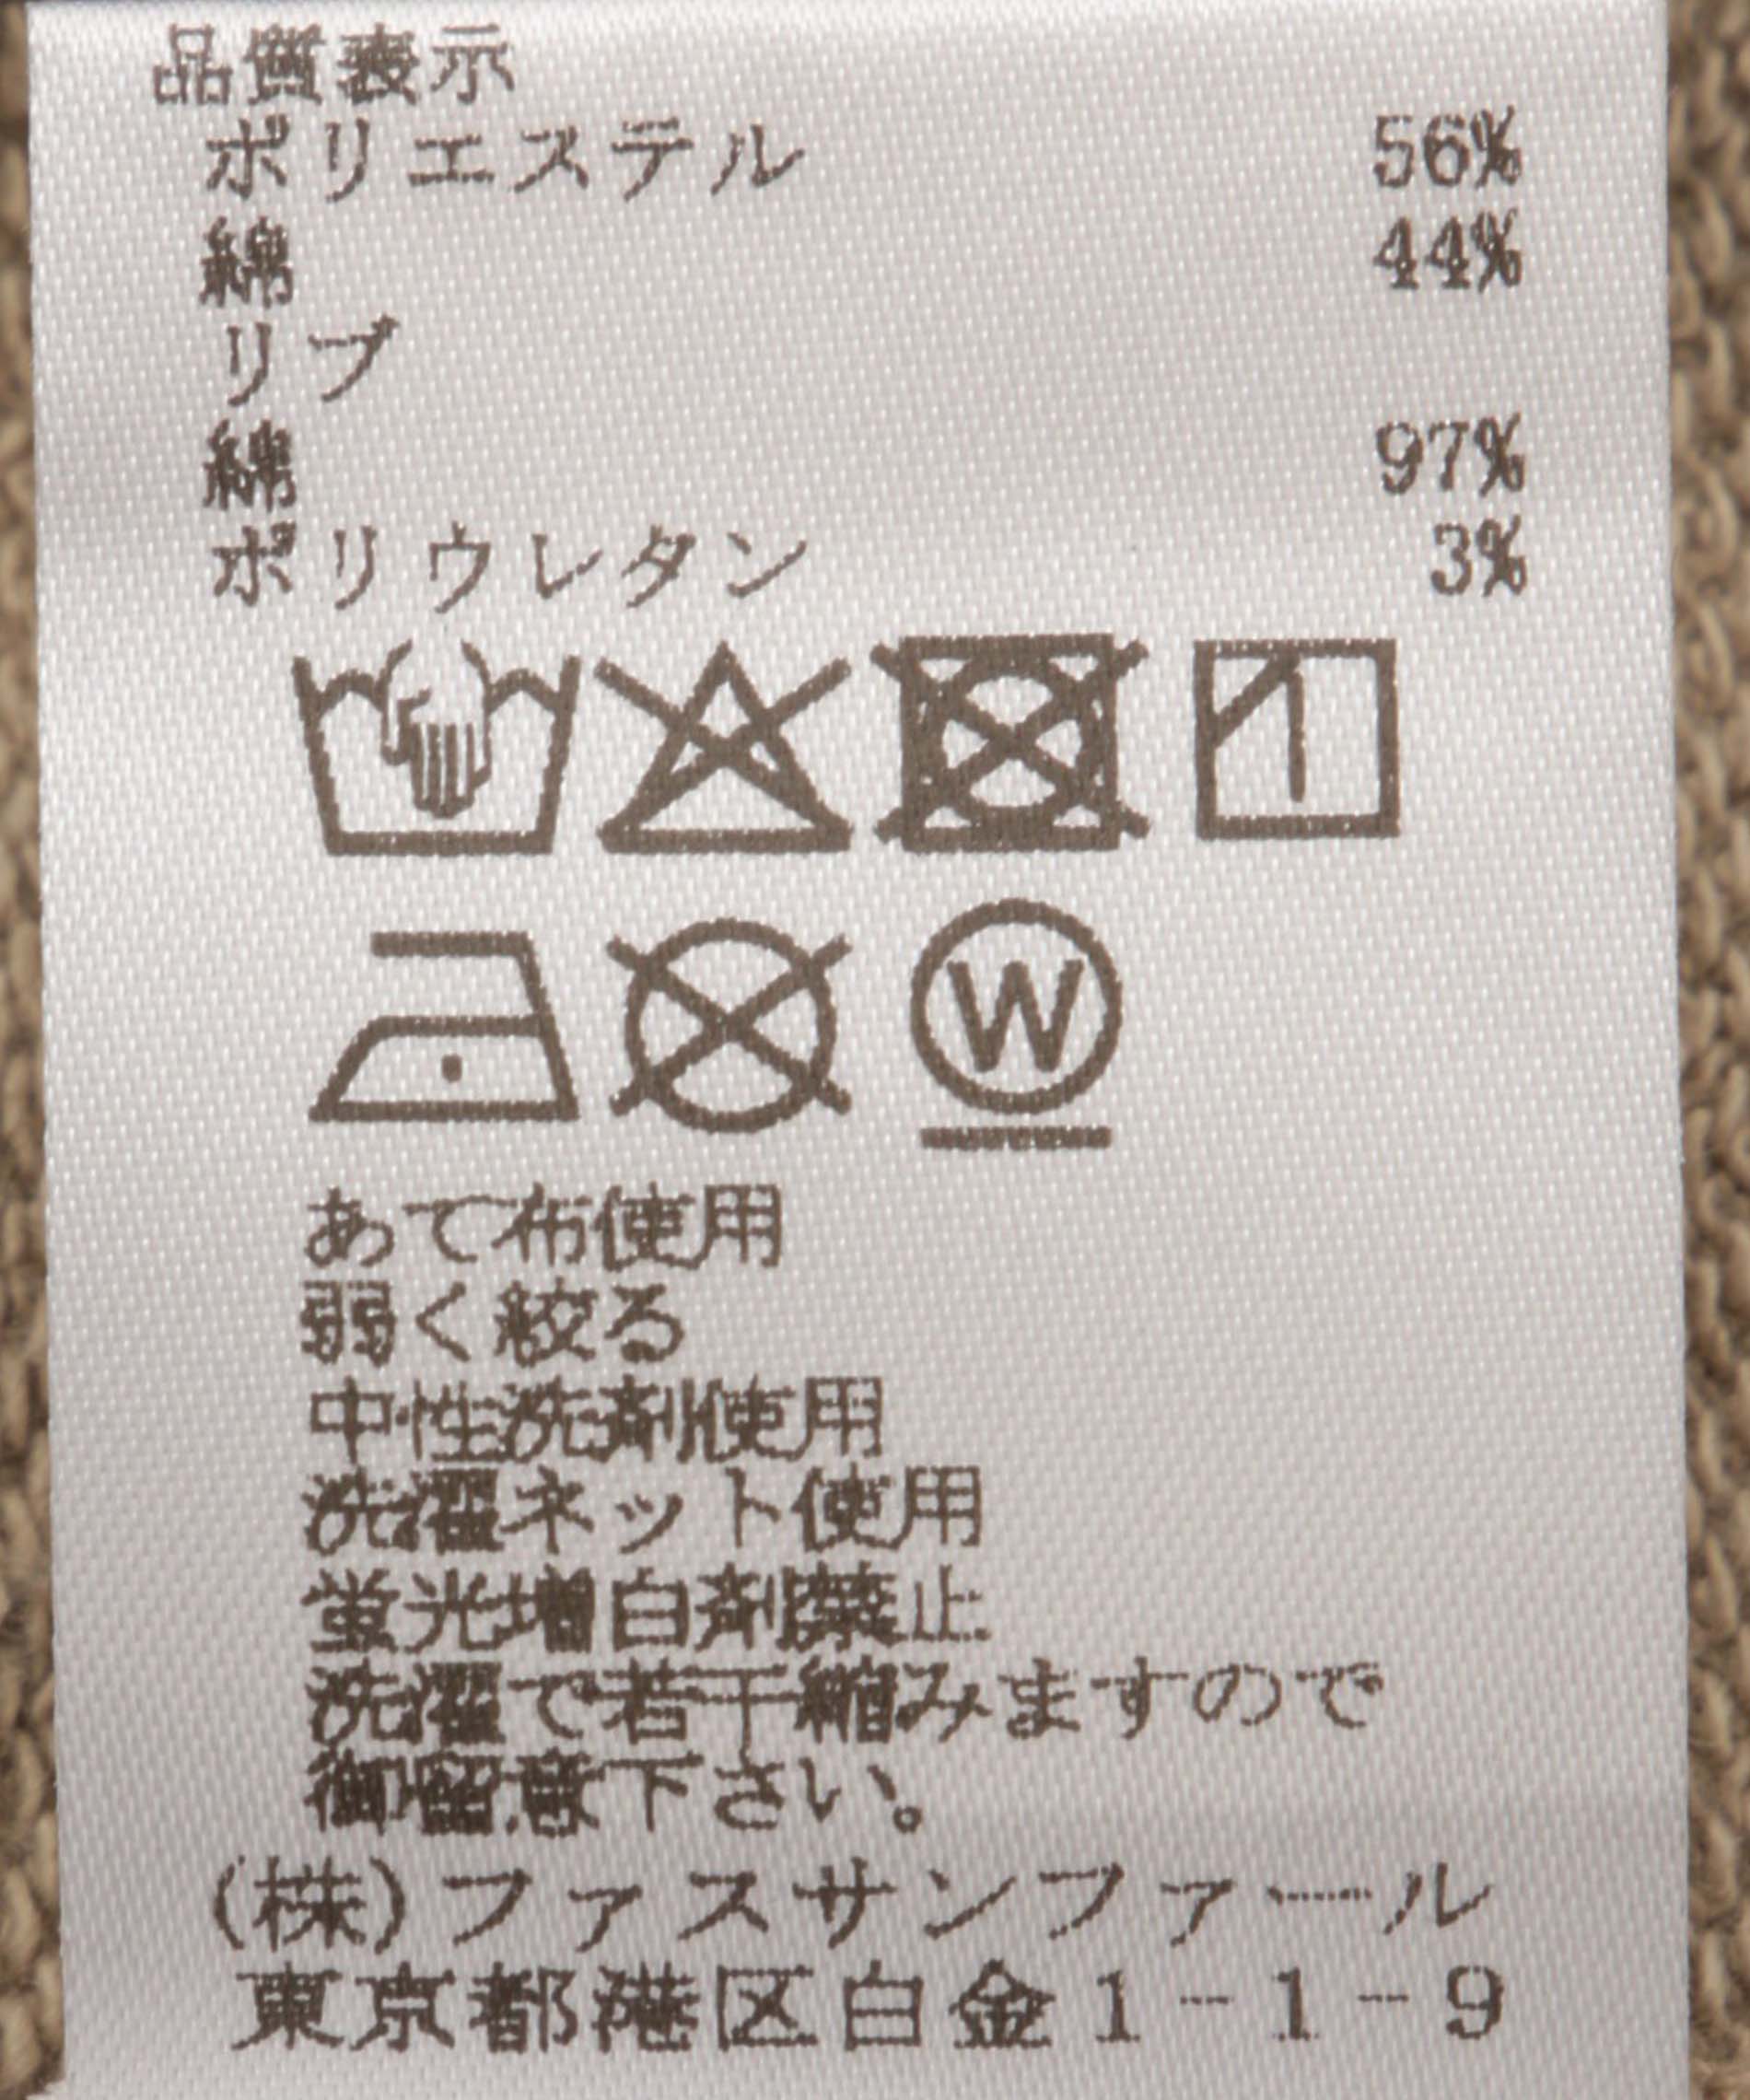 品質表示
ポリエステル 56%
綿 44%
リブ
綿 97%
ポリウレタン 3%
W
あて布使用
弱く絞る
中性洗剤使用
洗濯ネット使用
蛍光増白剤禁止
洗濯で若干縮みますので
御留意下さい。
(株)ファスサンファール
東京都港区白金1-1-9